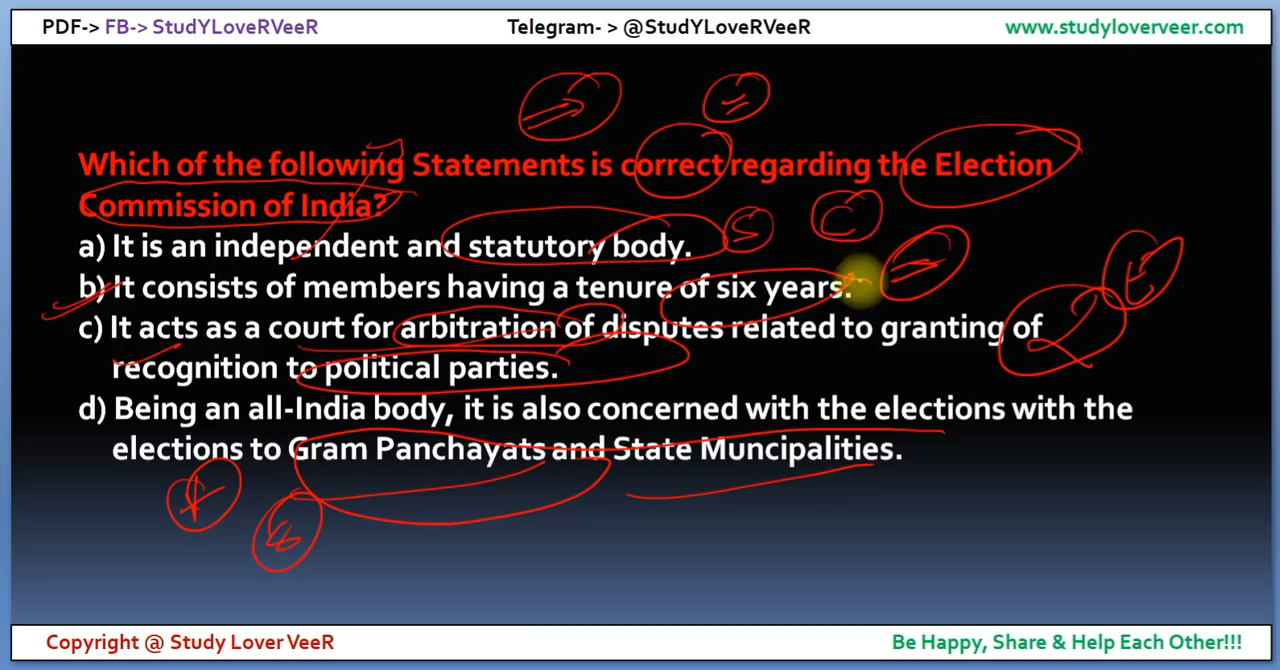 PDF-> FB-> StudYLoveRVeeR Telegram- > @StudYLoveRVeeR www.studyloverveer.com
Which of the following Statements is correct regarding the Election
Commission of India?
a) It is an independent and statutory body.
S C
b) It consists of members having a tenure of six years.
c) It acts as a court for arbitration of disputes related to granting of
recognition to political parties.
d) Being an all-India body, it is also concerned with the elections with the
elections to Gram Panchayats and State Muncipalities.
Copyright @ Study Lover VeeR Be Happy, Share & Help Each Other!!!